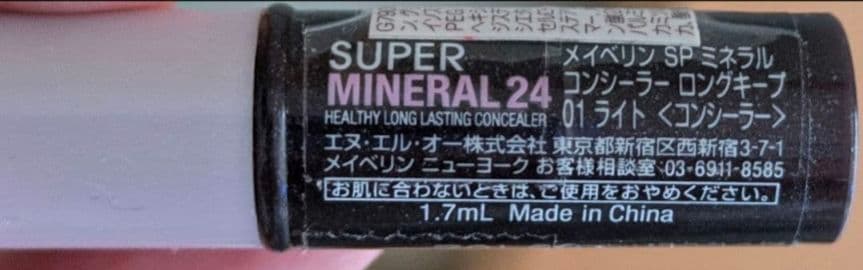 SUPER
MINERAL 24
HEALTHY LONG LASTING CONCEALER
メイベリン SP ミネラル
コンシーラー ロングキープ
01 ライト <コンシーラー>
エヌ・エル・オー株式会社 東京都新宿区西新宿3-7-1
メイベリン ニューヨーク お客様相談室 03-6911-8585
お肌に合わないときは、ご使用をおやめください。
1.7mL Made in China